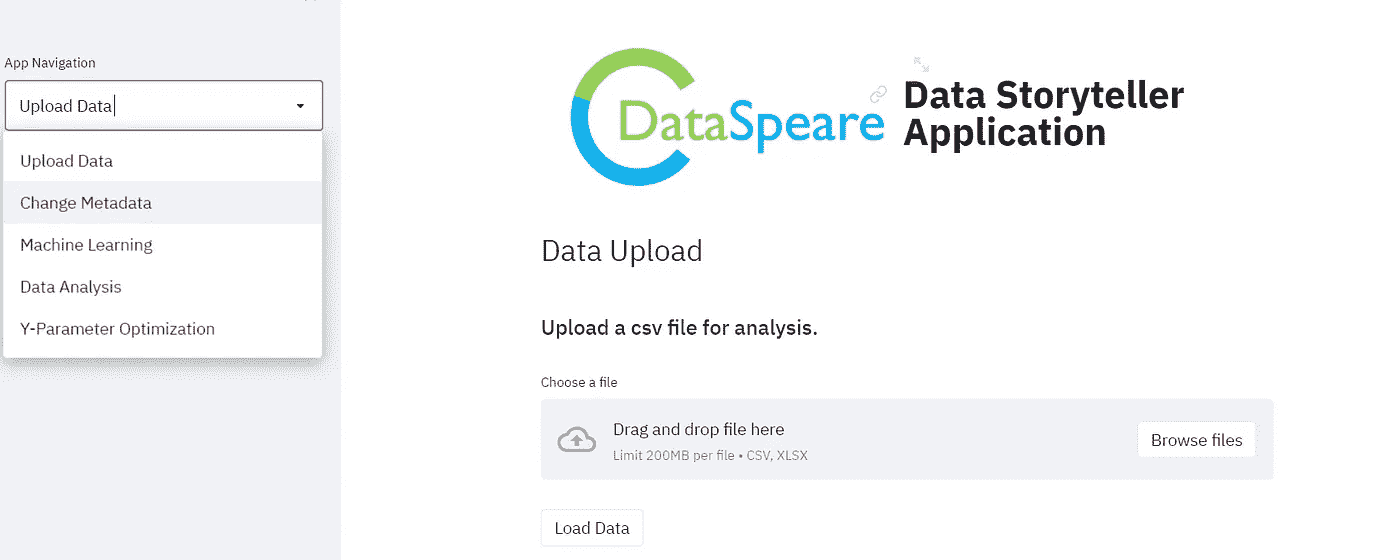 App Navigation
Upload Data
Upload Data
Change Metadata
Machine Learning
Data Analysis
Y-Parameter Optimization
DataSpeare
Data Storyteller
Application
Data Upload
Upload a csv file for analysis.
Choose a file
Drag and drop file here
Limit 200MB per file • CSV, XLSX
Browse files
Load Data